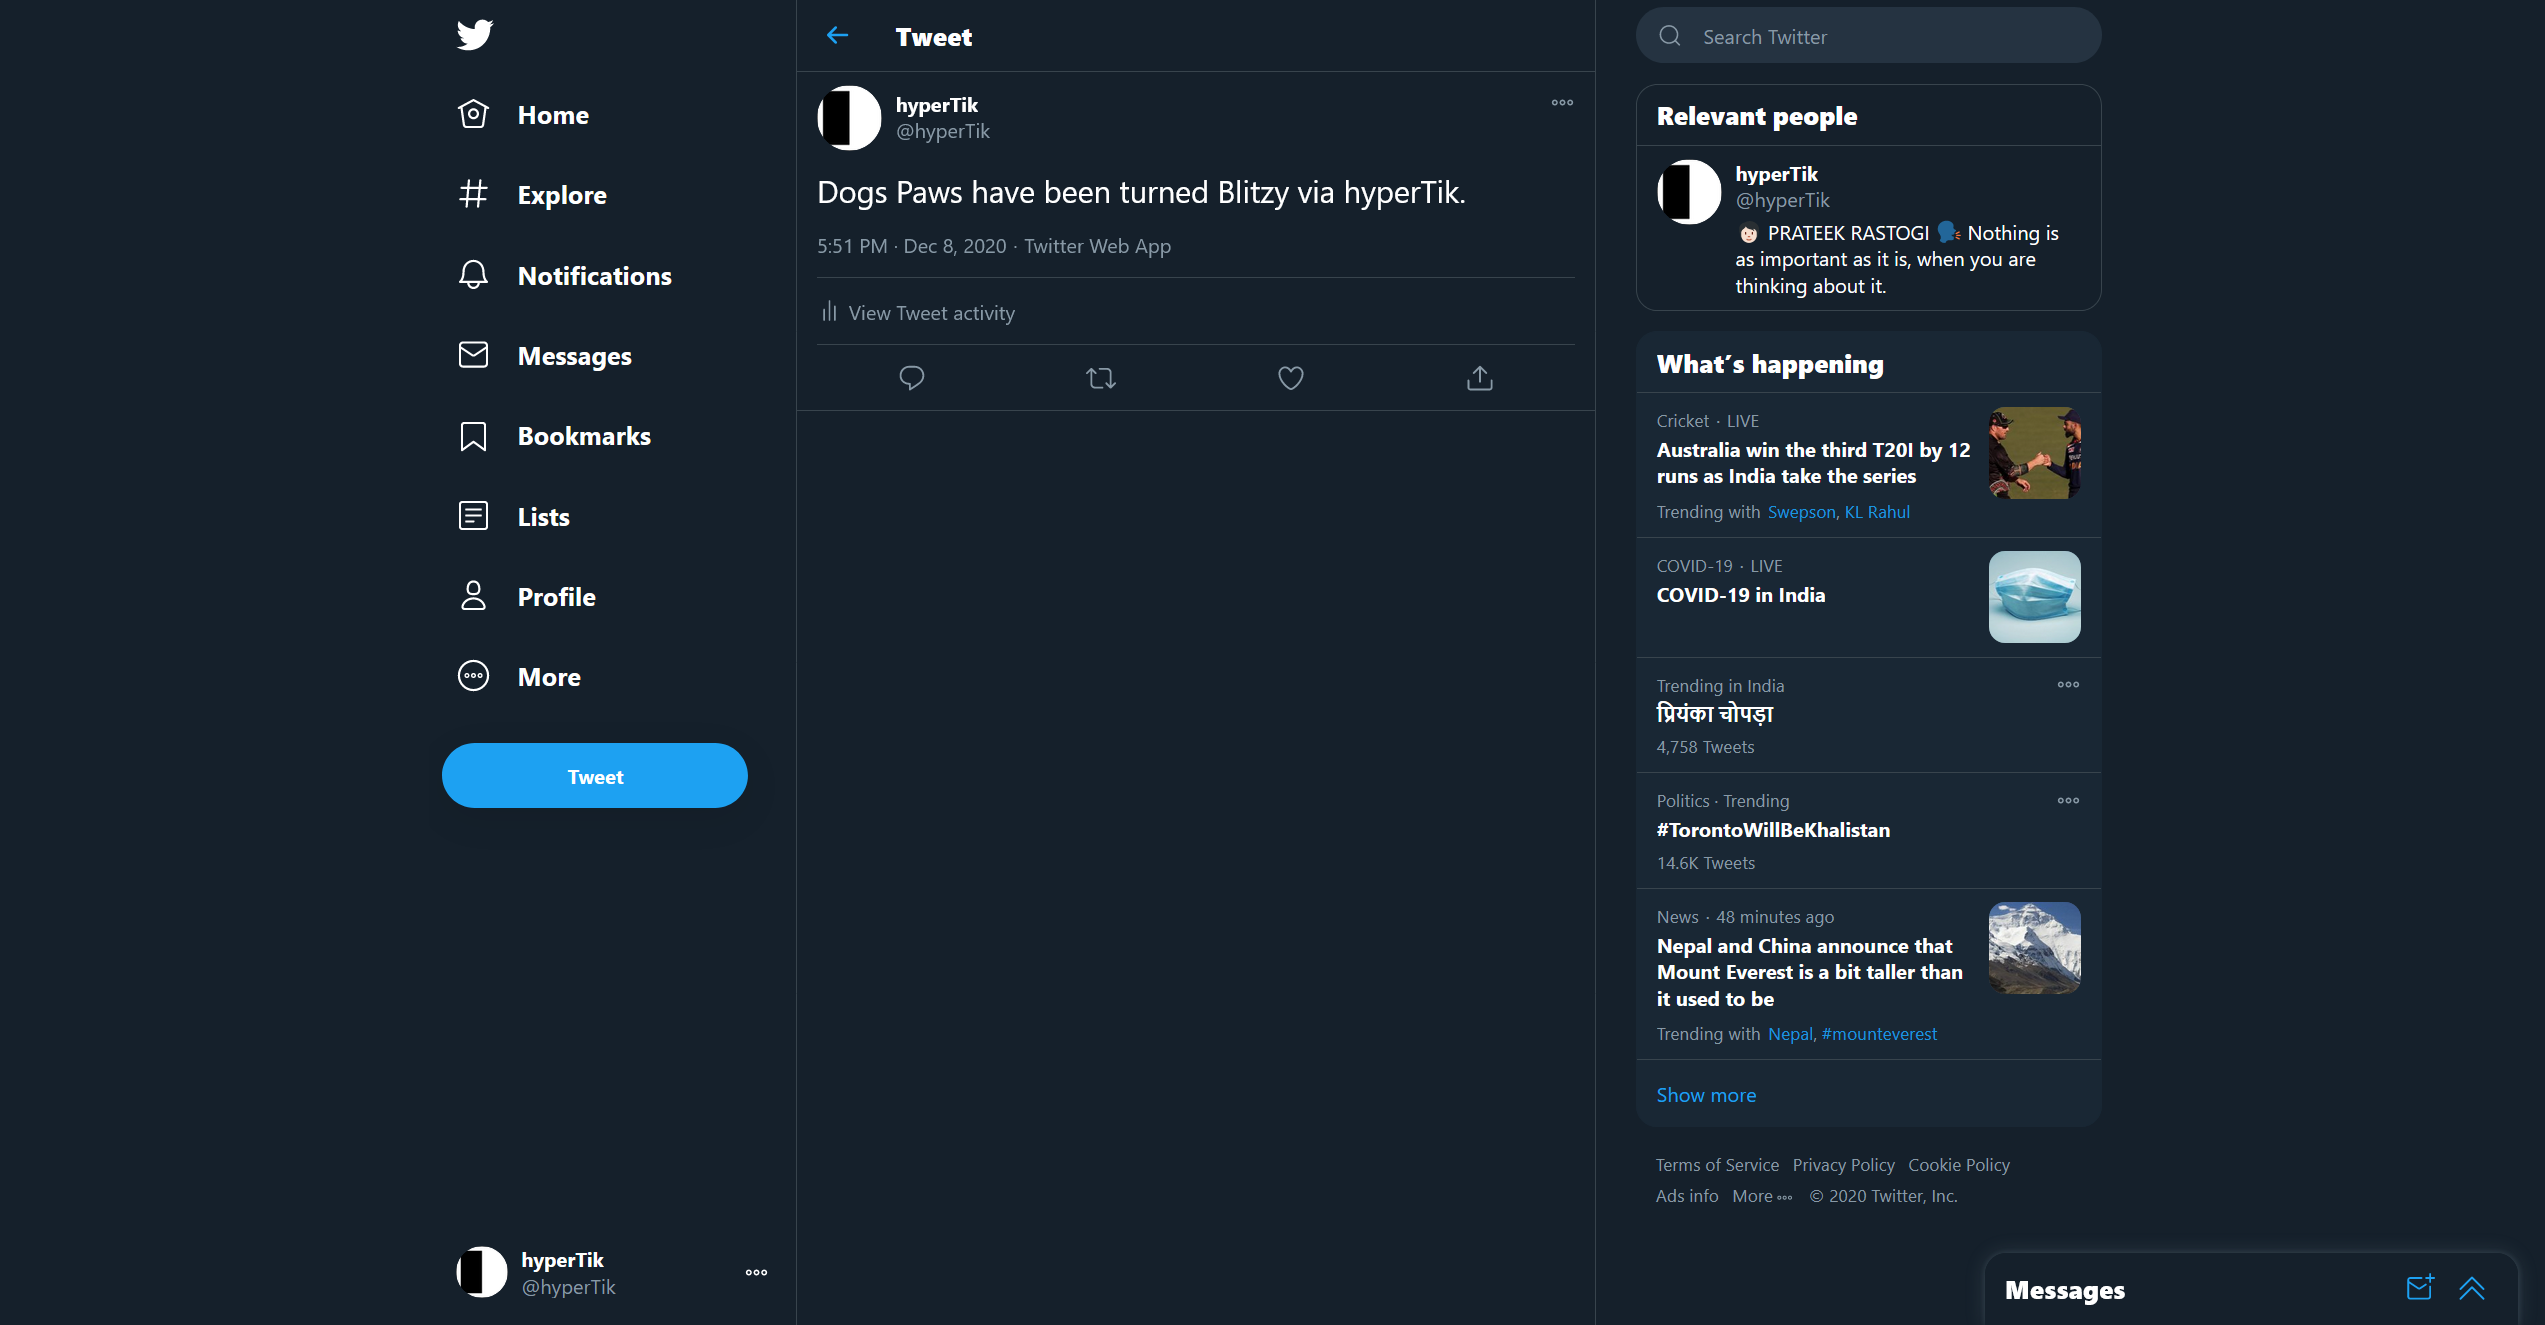 Home
Explore
Notifications
Messages
Bookmarks
Lists
Profile
More
Tweet
hyperTik
@hyperTik
Tweet
hyperTik
@hyperTik
Dogs Paws have been turned Blitzy via hyperTik.
5:51 PM · Dec 8, 2020 · Twitter Web App
View Tweet activity
Search Twitter
Relevant people
hyperTik
@hyperTik
PRATEEK RASTOGI Nothing is
as important as it is, when you are
thinking about it.
What's happening
Cricket · LIVE
Australia win the third T20I by 12
runs as India take the series
Trending with Swepson, KL Rahul
COVID-19 · LIVE
COVID-19 in India
Trending in India
प्रियंका चोपड़ा
4,758 Tweets
Politics · Trending
#TorontoWillBeKhalistan
14.6K Tweets
News · 48 minutes ago
Nepal and China announce that
Mount Everest is a bit taller than
it used to be
Trending with Nepal, #mounteverest
Show more
Terms of Service Privacy Policy Cookie Policy
Ads info More © 2020 Twitter, Inc.
Messages